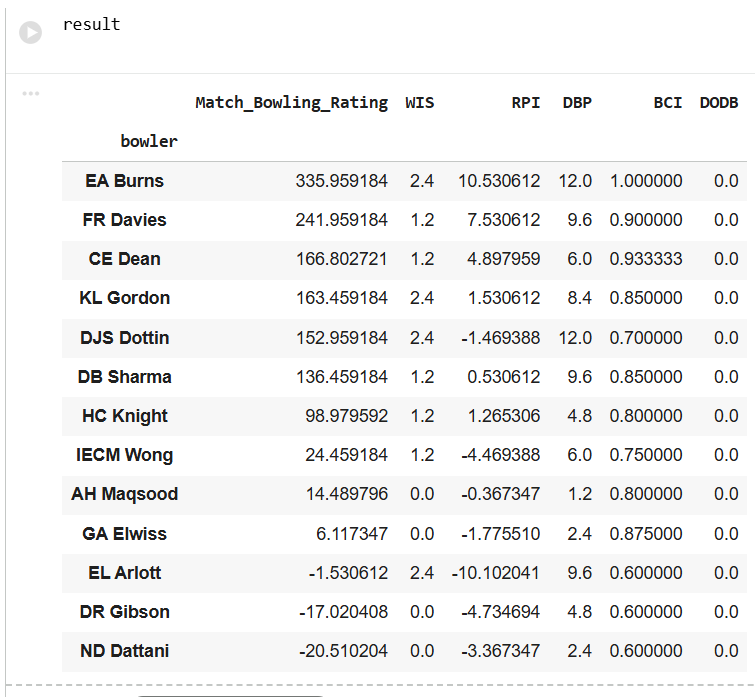 result
Match_Bowling_Rating WIS RPI DBP BCI DODB
bowler
EA Burns 335.959184 2.4 10.530612 12.0 1.000000 0.0
FR Davies 241.959184 1.2 7.530612 9.6 0.900000 0.0
CE Dean 166.802721 1.2 4.897959 6.0 0.933333 0.0
KL Gordon 163.459184 2.4 1.530612 8.4 0.850000 0.0
DJS Dottin 152.959184 2.4 -1.469388 12.0 0.700000 0.0
DB Sharma 136.459184 1.2 0.530612 9.6 0.850000 0.0
HC Knight 98.979592 1.2 1.265306 4.8 0.800000 0.0
IECM Wong 24.459184 1.2 -4.469388 6.0 0.750000 0.0
AH Maqsood 14.489796 0.0 -0.367347 1.2 0.800000 0.0
GA Elwiss 6.117347 0.0 -1.775510 2.4 0.875000 0.0
EL Arlott -1.530612 2.4 -10.102041 9.6 0.600000 0.0
DR Gibson -17.020408 0.0 -4.734694 4.8 0.600000 0.0
ND Dattani -20.510204 0.0 -3.367347 2.4 0.600000 0.0